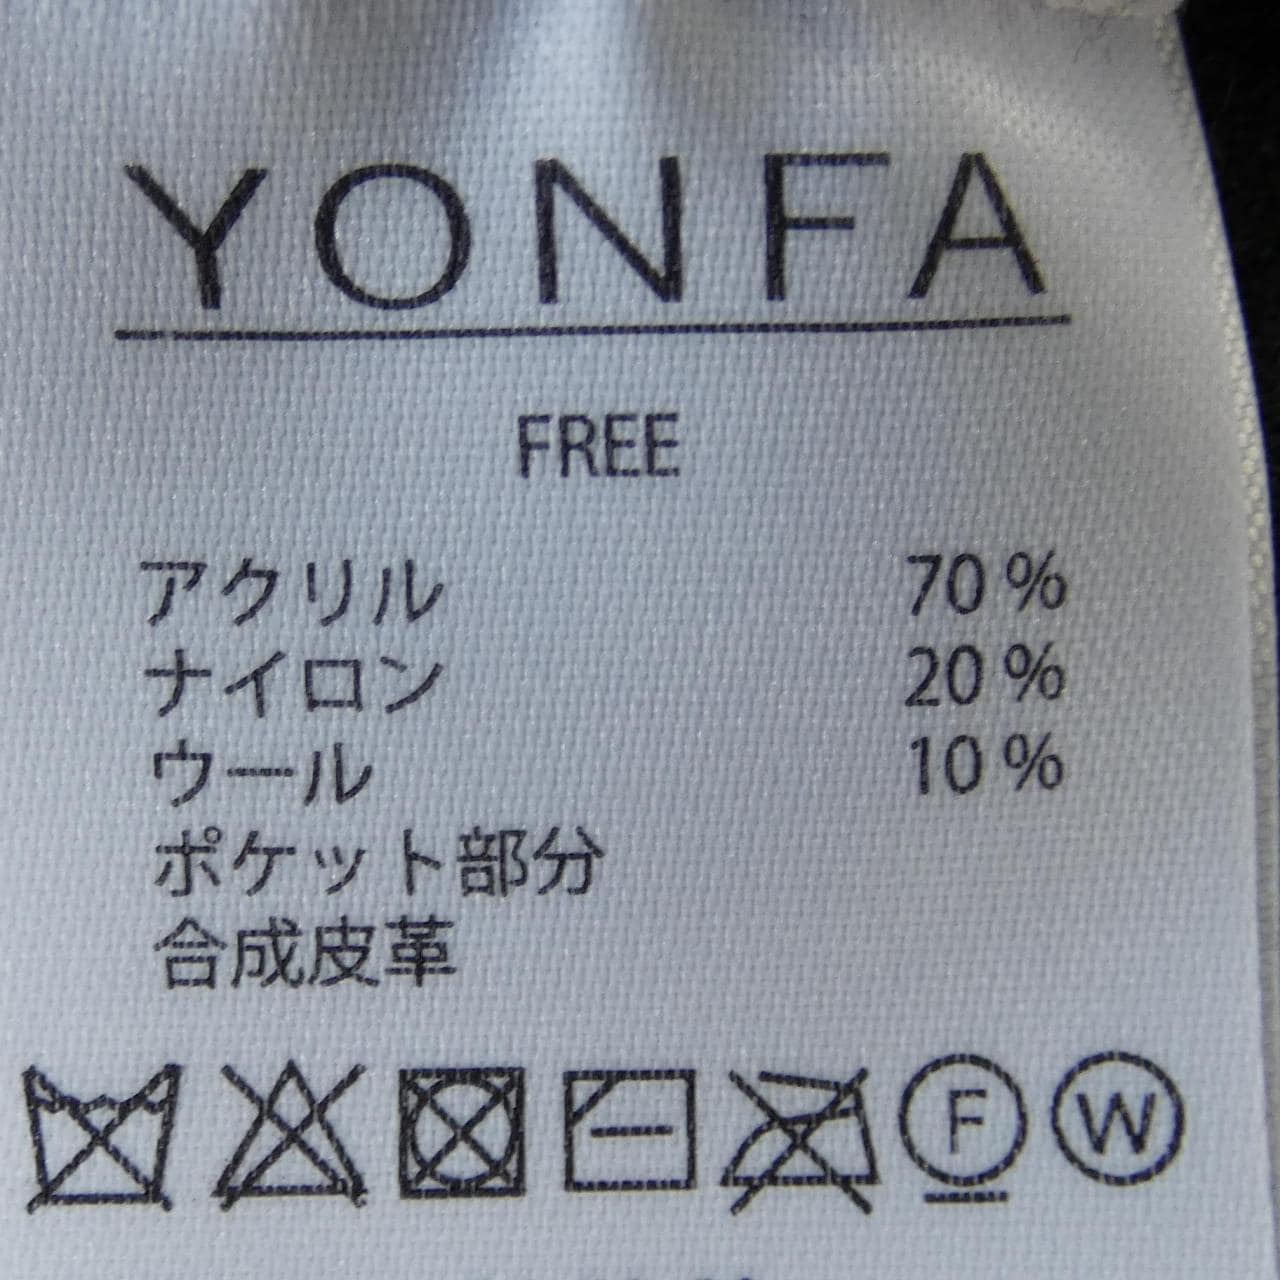 YONFA
FREE
アクリル 70%
ナイロン 20%
ウール 10%
ポケット部分
合成皮革
F W